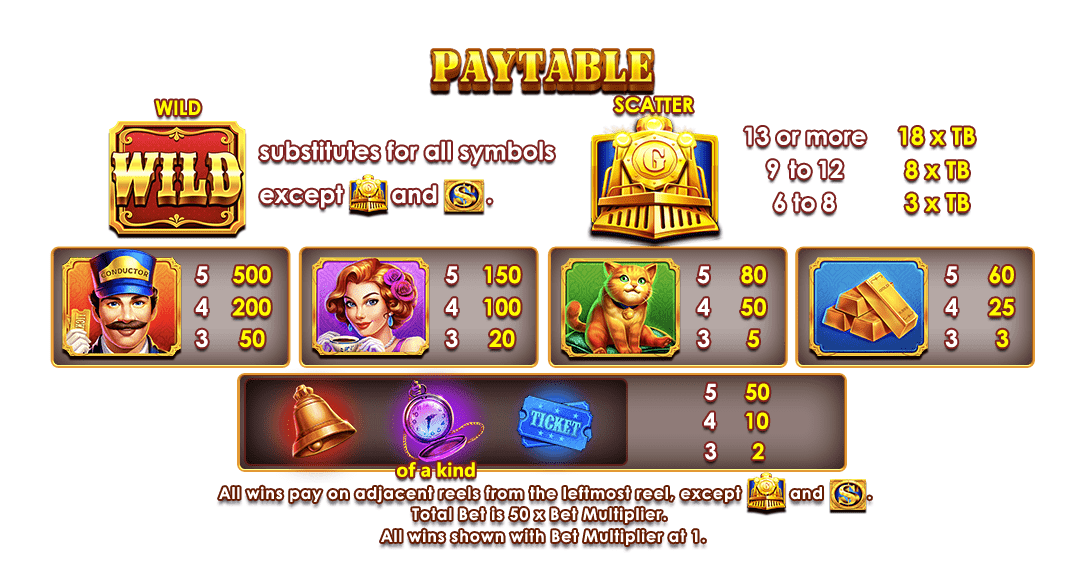 PAYTABLE
WILD
WILD
substitutes for all symbols
except G and S.
SCATTER
G
13 or more 18 x TB
9 to 12 8 x TB
6 to 8 3 x TB
CONDUCTOR
5 500
4 200
3 50
5 150
4 100
3 20
5 80
4 50
3 5
5 60
4 25
3 3
TICKET
5 50
4 10
3 2
of a kind
All wins pay on adjacent reels from the leftmost reel, except G and S.
Total Bet is 50 x Bet Multiplier.
All wins shown with Bet Multiplier at 1.